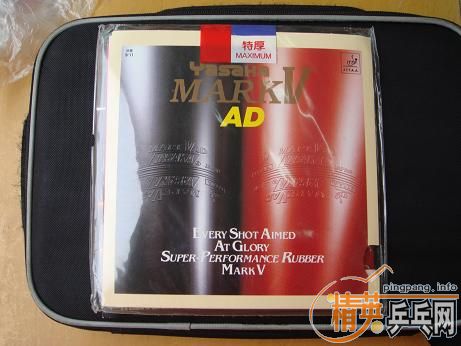 特厚
MAXIMUM
Yasaka
MARK V
AD
EVERY SHOT AIMED
AT GLORY
SUPER-PERFORMANCE RUBBER
MARK V
pingpang.info
精英乒乓网